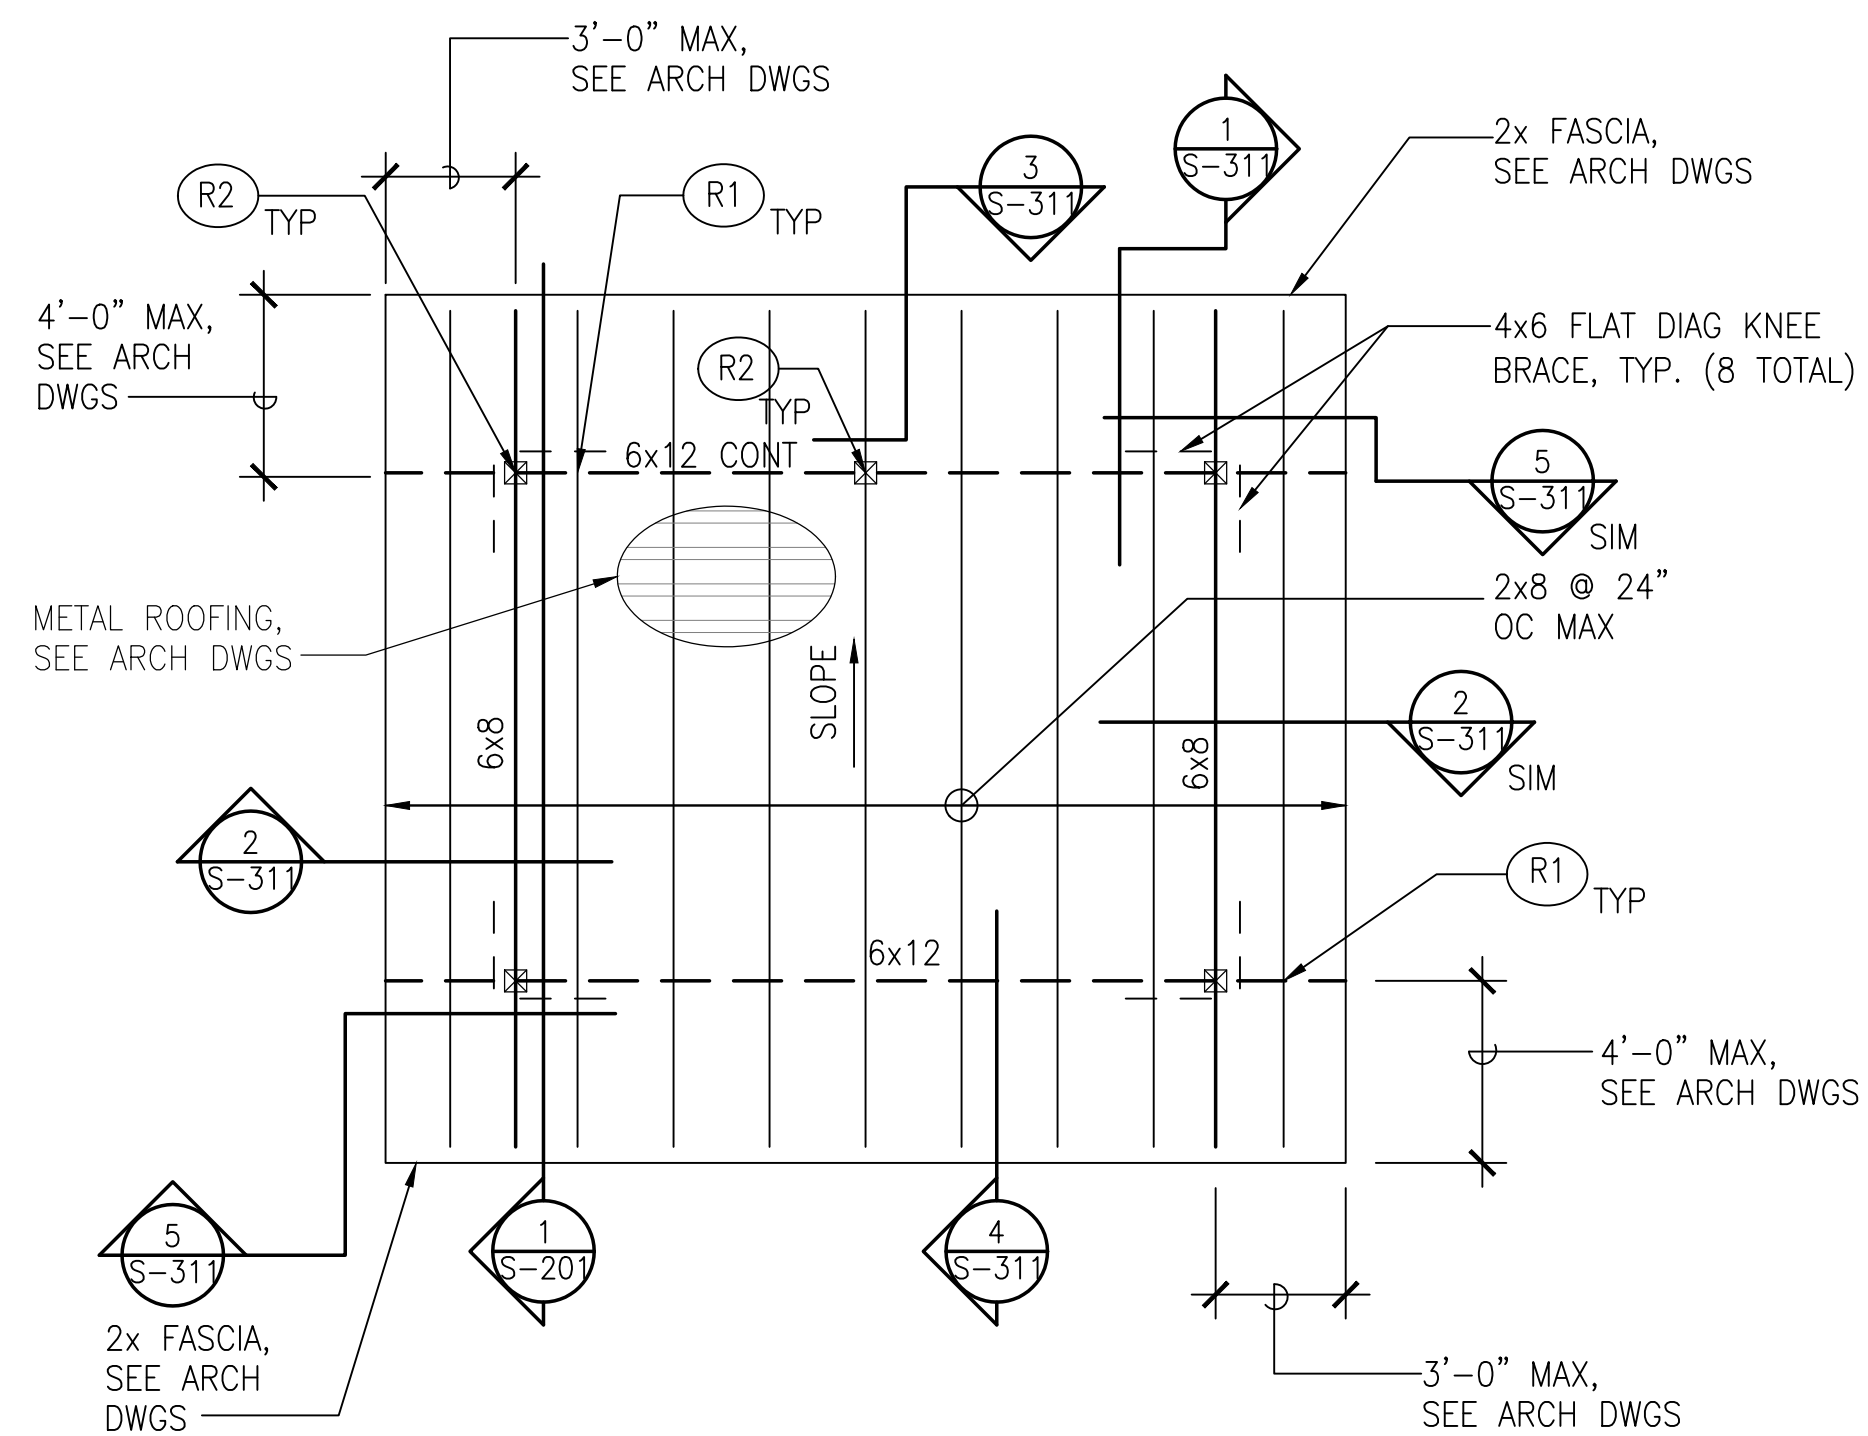 3'-0" MAX,
SEE ARCH DWGS
R2
TYP
R1
TYP
3
S-311
1
S-311
2x FASCIA,
SEE ARCH DWGS
4'-0" MAX,
SEE ARCH
DWGS
R2
TYP
6x12 CONT
4x6 FLAT DIAG KNEE
BRACE, TYP. (8 TOTAL)
5
S-311
SIM
METAL ROOFING,
SEE ARCH DWGS
2x8 @ 24"
OC MAX
SLOPE
6x8
6x8
2
S-311
SIM
2
S-311
R1
TYP
6x12
4'-0" MAX,
SEE ARCH DWGS
5
S-311
1
S-201
4
S-311
2x FASCIA,
SEE ARCH
DWGS
3'-0" MAX,
SEE ARCH DWGS